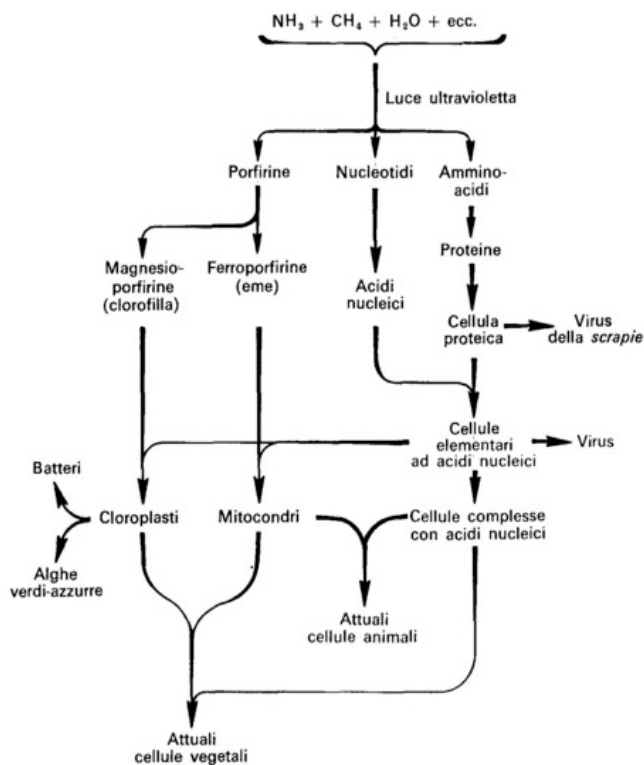 NH₃ + CH₄ + H₂O + ecc.
Luce ultravioletta
Porfirine
Nucleotidi
Ammino-
acidi
Proteine
Magnesio-
porfirine
(clorofilla)
Ferroporfirine
(eme)
Acidi
nucleici
Cellula
proteica
Virus
della scrapie
Cellule
elementari
ad acidi nucleici
Virus
Batteri
Cloroplasti
Mitocondri
Cellule complesse
con acidi nucleici
Alghe
verdi-azzurre
Attuali
cellule animali
Attuali
cellule vegetali